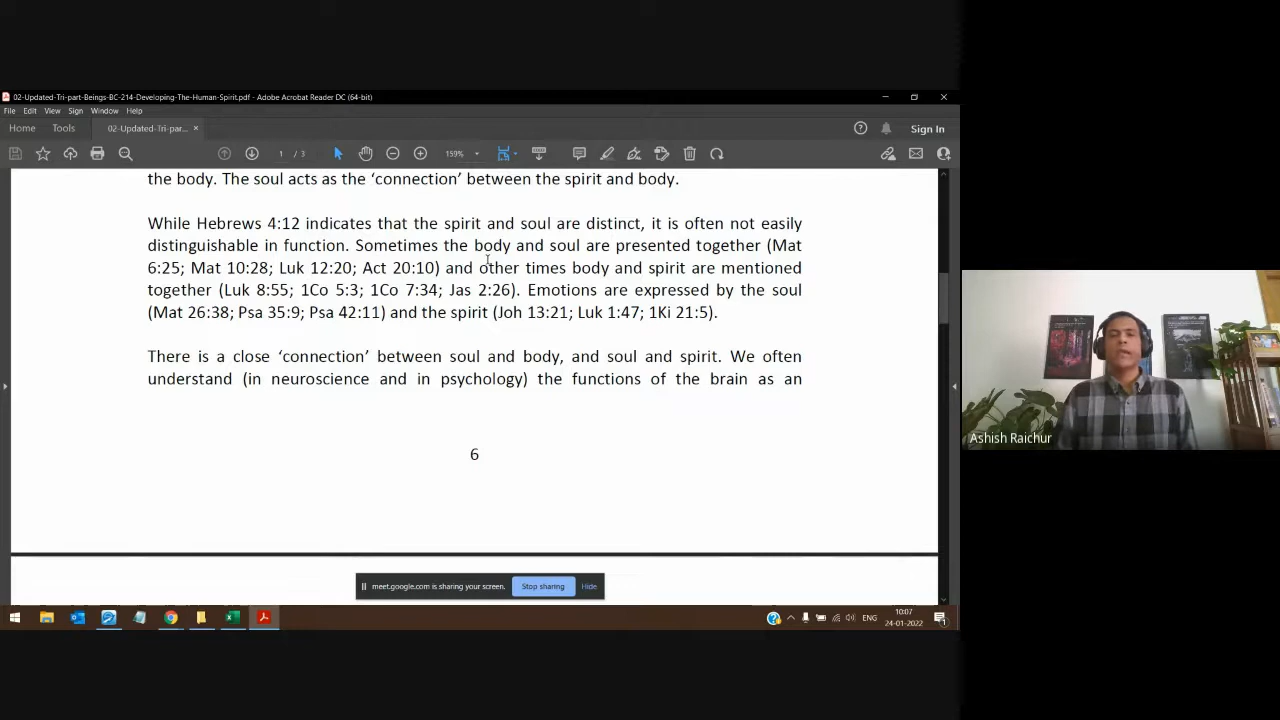 02-Updated-Tri-part-Beings-BC-214-Developing-The-Human-Spirit.pdf - Adobe Acrobat Reader DC (64-bit)
File Edit View Sign Window Help
Home Tools 02-Updated-Tri-par... × Sign In
1 / 3 159%
the body. The soul acts as the ‘connection’ between the spirit and body.
While Hebrews 4:12 indicates that the spirit and soul are distinct, it is often not easily
distinguishable in function. Sometimes the body and soul are presented together (Mat
6:25; Mat 10:28; Luk 12:20; Act 20:10) and other times body and spirit are mentioned
together (Luk 8:55; 1Co 5:3; 1Co 7:34; Jas 2:26). Emotions are expressed by the soul
(Mat 26:38; Psa 35:9; Psa 42:11) and the spirit (Joh 13:21; Luk 1:47; 1Ki 21:5).
There is a close ‘connection’ between soul and body, and soul and spirit. We often
understand (in neuroscience and in psychology) the functions of the brain as an
6
Ashish Raichur
meet.google.com is sharing your screen. Stop sharing Hide
ENG
10:07
24-01-2022